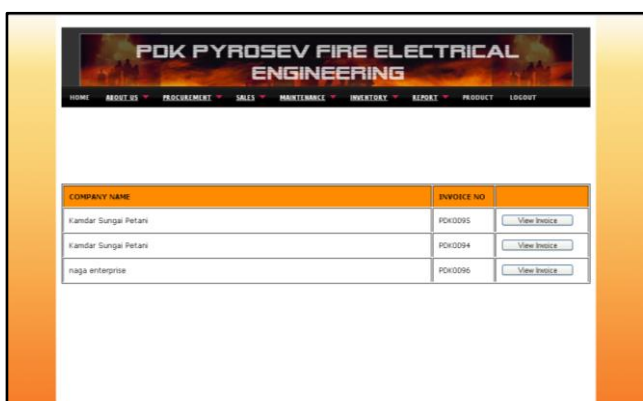 PDK PYROSEV FIRE ELECTRICAL
ENGINEERING
HOME ABOUT US PROCUREMENT SALES MAINTENANCE INVENTORY REPORT PRODUCT LOGOUT
COMPANY NAME INVOICE NO
Kamdar Sungai Petani PDK0095 View Invoice
Kamdar Sungai Petani PDK0094 View Invoice
naga enterprise PDK0096 View Invoice